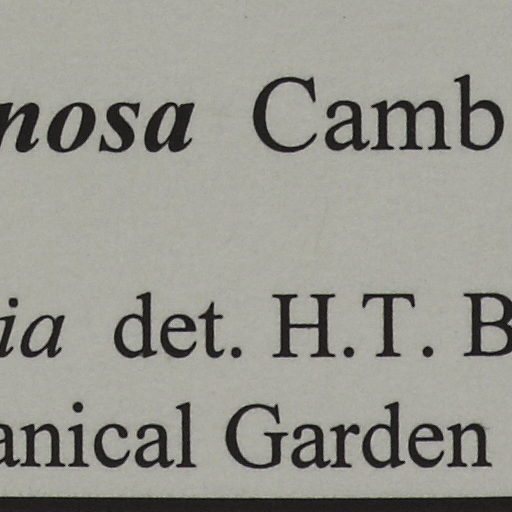 nosa Camb
ia det. H.T. B
anical Garden